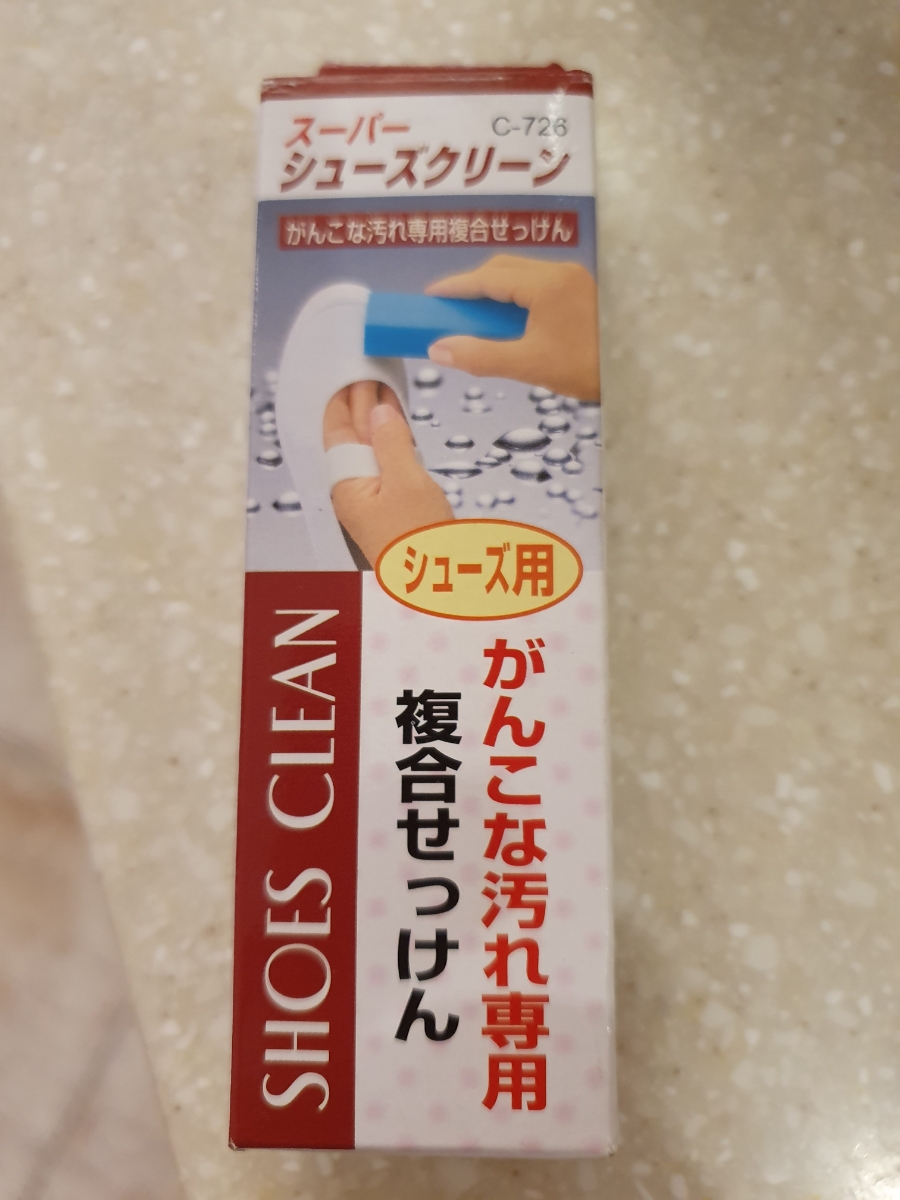 スーパー
C-726
シューズクリーン
がんこな汚れ専用複合せっけん
シューズ用
がんこな汚れ専用
複合せっけん
SHOES CLEAN